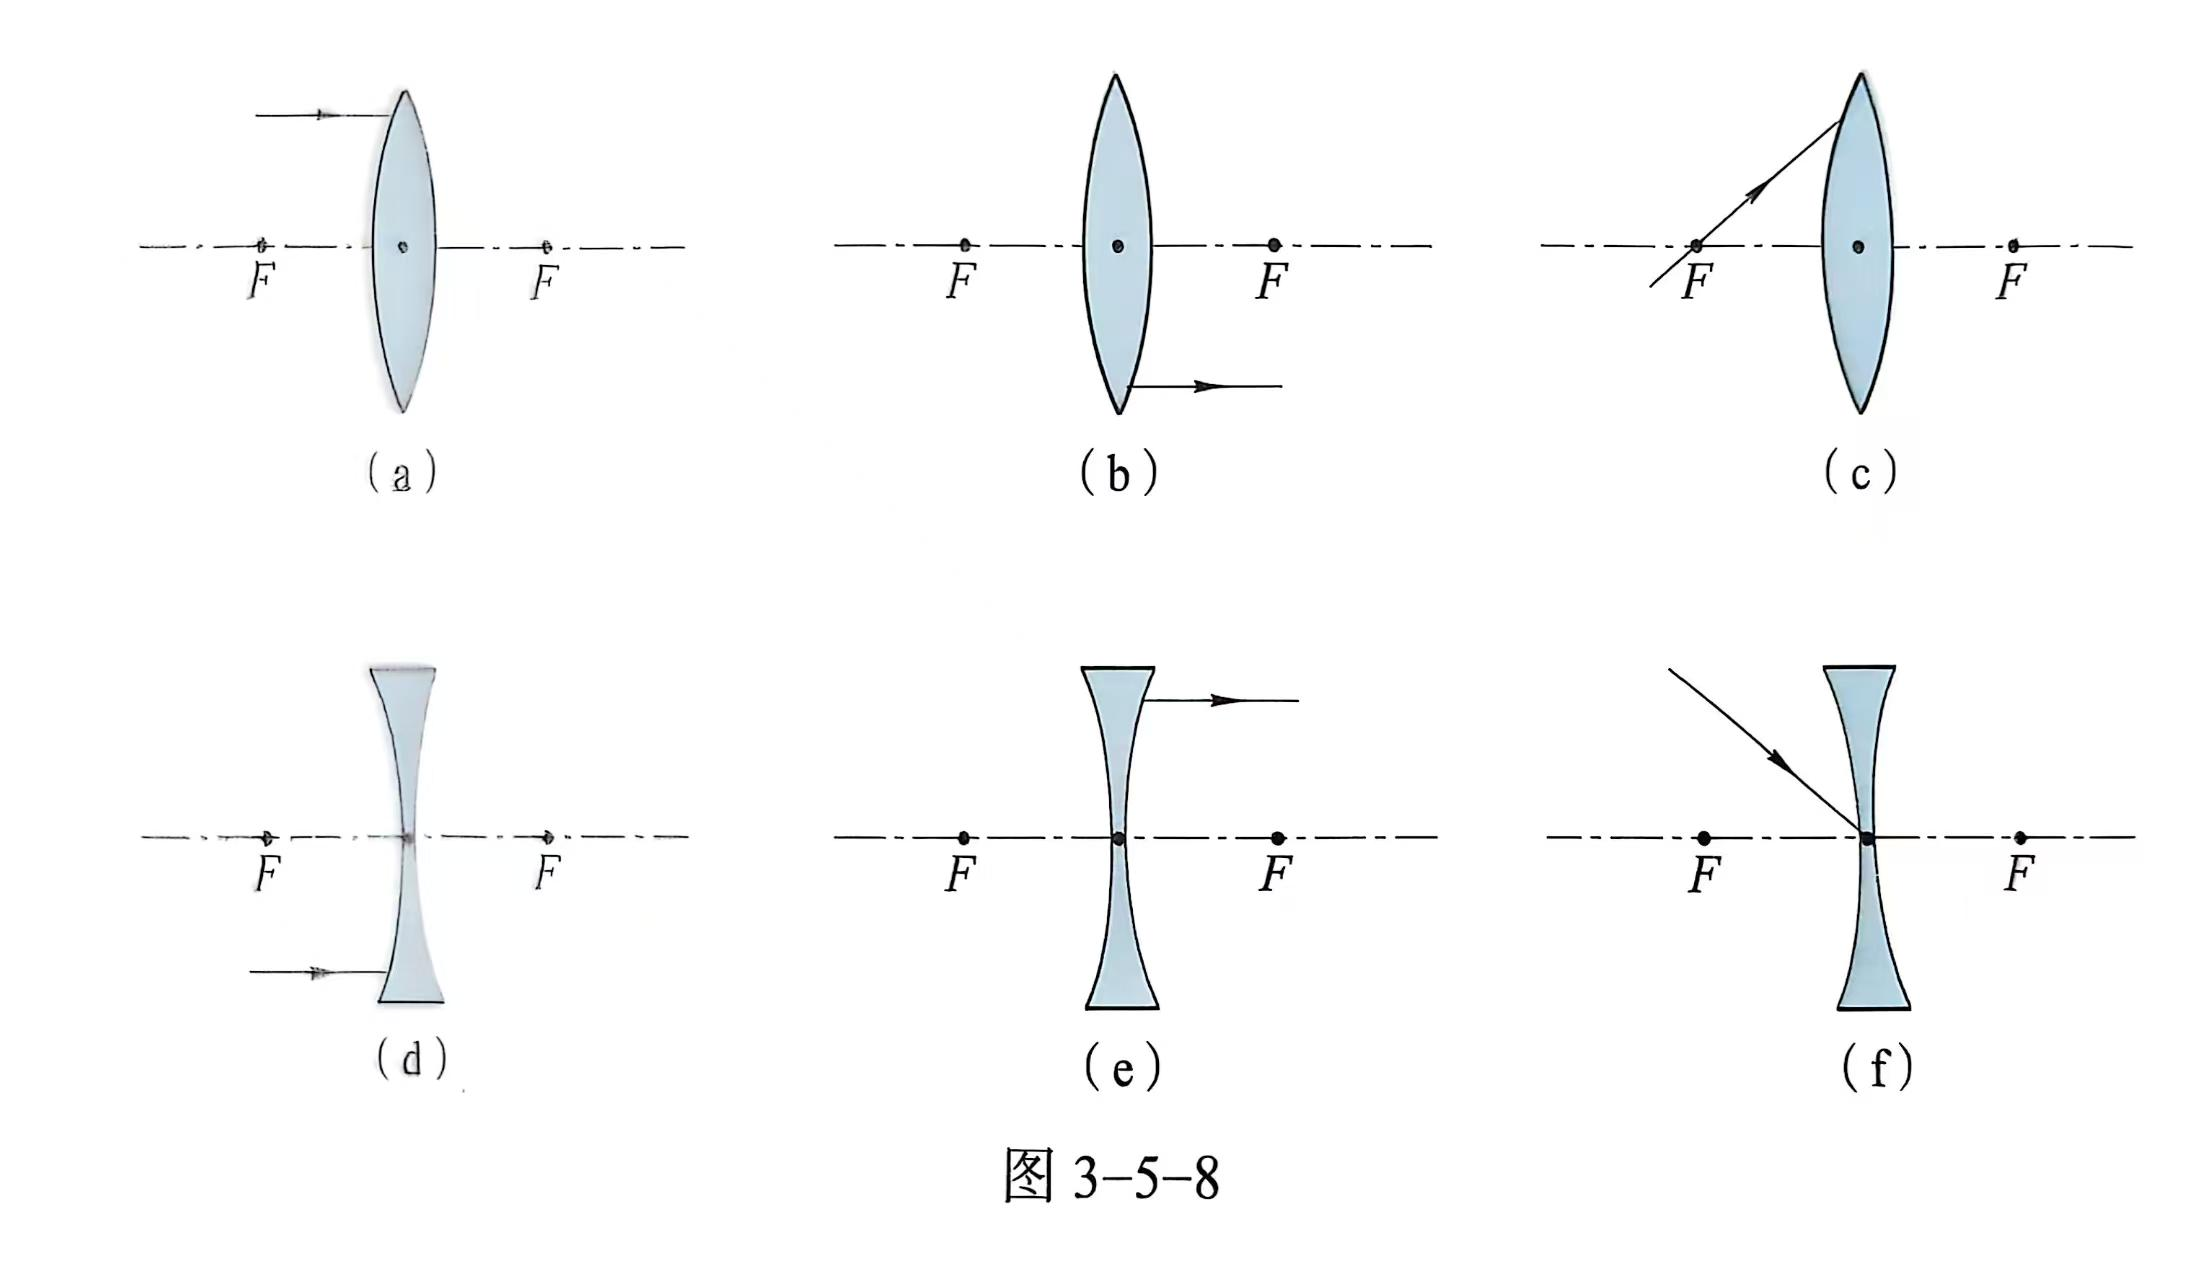 F F F F F F
(a) (b) (c)
F F F F F F
(d) (e) (f)
图 3-5-8